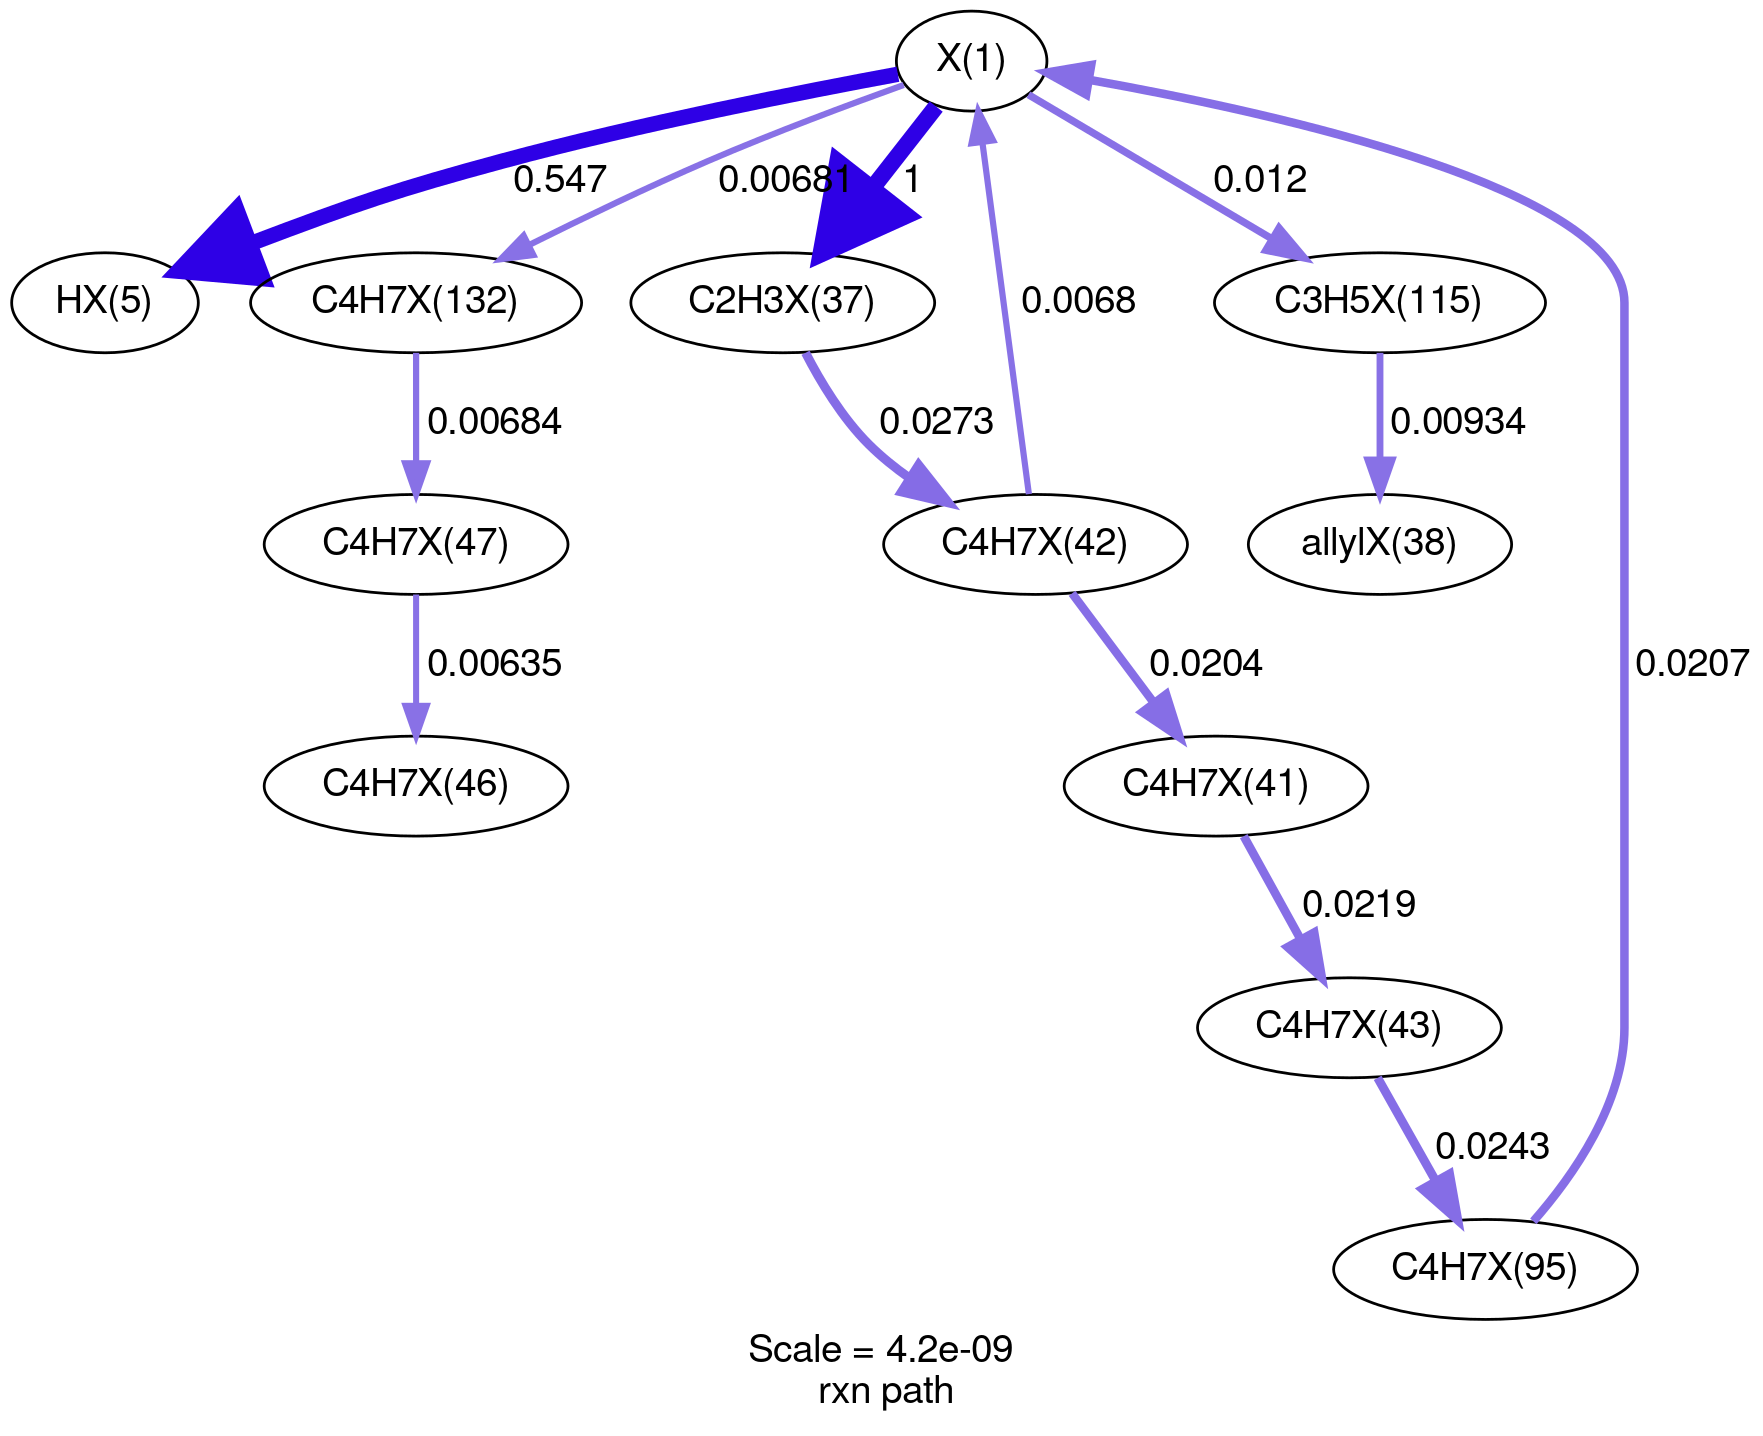 X(1)
0.547
0.00681
1
0.012
HX(5)
C4H7X(132)
C2H3X(37)
0.0068
C3H5X(115)
0.00684
0.0273
0.00934
C4H7X(47)
C4H7X(42)
allylX(38)
0.00635
0.0204
0.0207
C4H7X(46)
C4H7X(41)
0.0219
C4H7X(43)
0.0243
C4H7X(95)
Scale = 4.2e-09
rxn path